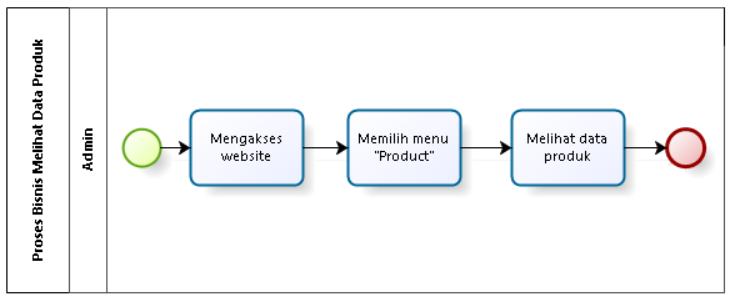 Proses Bisnis Melihat Data Produk
Admin
Mengakses
website
Memilih menu
"Product"
Melihat data
produk